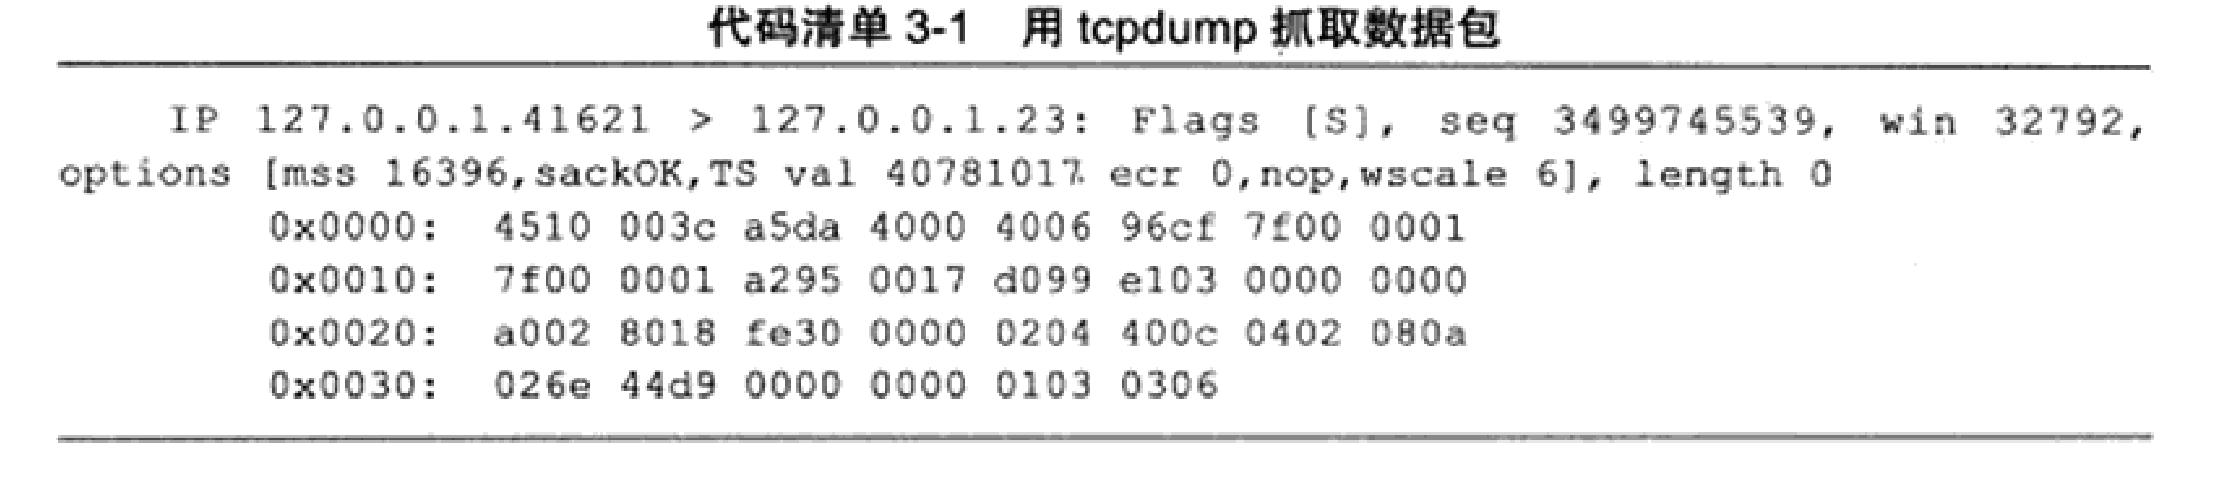 代码清单 3-1 用 tcpdump 抓取数据包
IP 127.0.0.1.41621 > 127.0.0.1.23: Flags [S], seq 3499745539, win 32792,
options [mss 16396,sackOK,TS val 40781017 ecr 0,nop,wscale 6], length 0
0x0000: 4510 003c a5da 4000 4006 96cf 7f00 0001
0x0010: 7f00 0001 a295 0017 d099 e103 0000 0000
0x0020: a002 8018 fe30 0000 0204 400c 0402 080a
0x0030: 026e 44d9 0000 0000 0103 0306